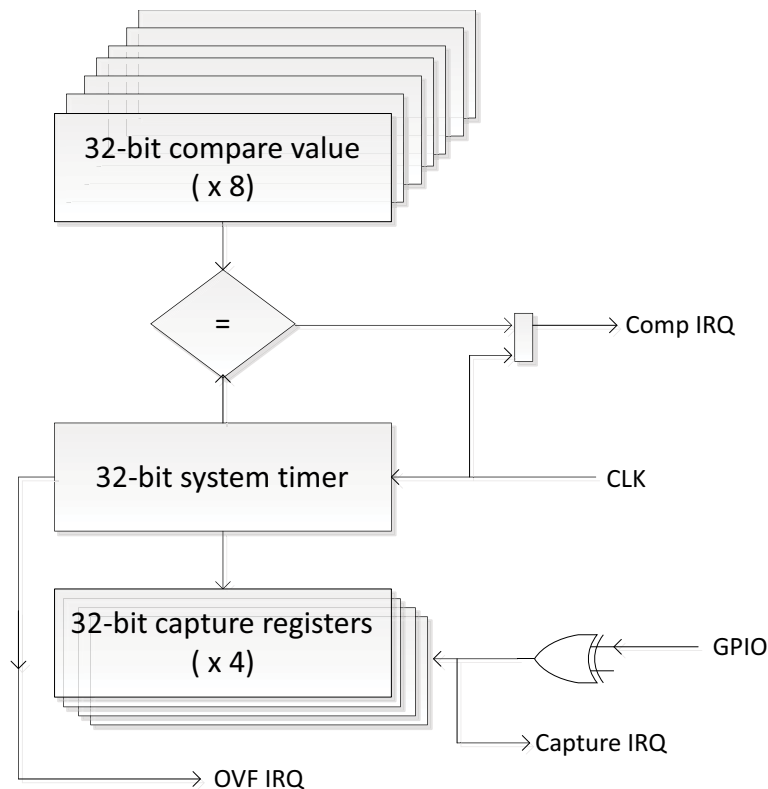 32-bit compare value
( x 8)
=
Comp IRQ
32-bit system timer
CLK
32-bit capture registers
( x 4)
GPIO
Capture IRQ
OVF IRQ